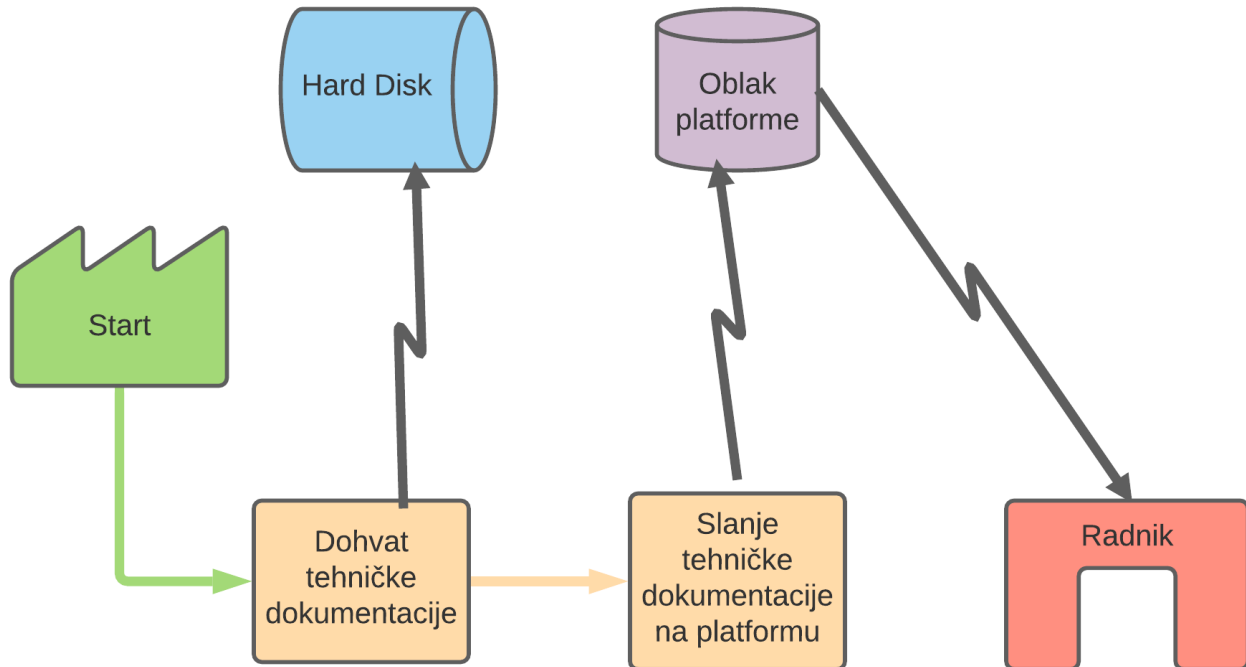 Hard Disk
Oblak
platforme
Start
Dohvat
tehničke
dokumentacije
Slanje
tehničke
dokumentacije
na platformu
Radnik